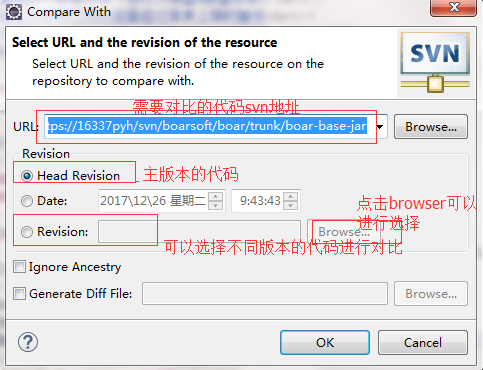 Compare With
Select URL and the revision of the resource
Select URL and the revision of the resource on the
repository to compare with.
SVN
需要对比的代码svn地址
URL: tps://16337pyh/svn/boarsoft/boar/trunk/boar-base-jar Browse...
Revision
Head Revision 主版本的代码
Date: 2017\12\26 星期二 9:43:43
点击browser可以
进行选择
Revision: Browse...
可以选择不同版本的代码进行对比
Ignore Ancestry
Generate Diff File: Browse...
? OK Cancel